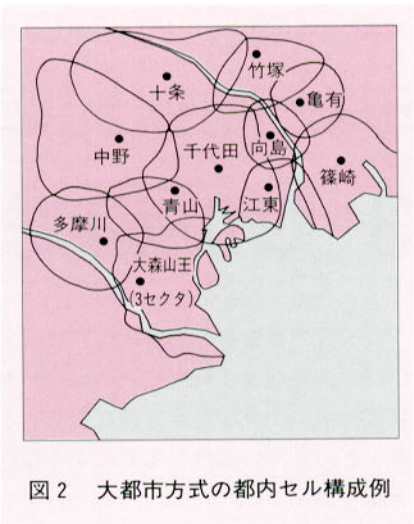 竹塚
十条
亀有
千代田
向島
中野
篠崎
青山
江東
多摩川
大森山王
(3セクタ)
図2 大都市方式の都内セル構成例